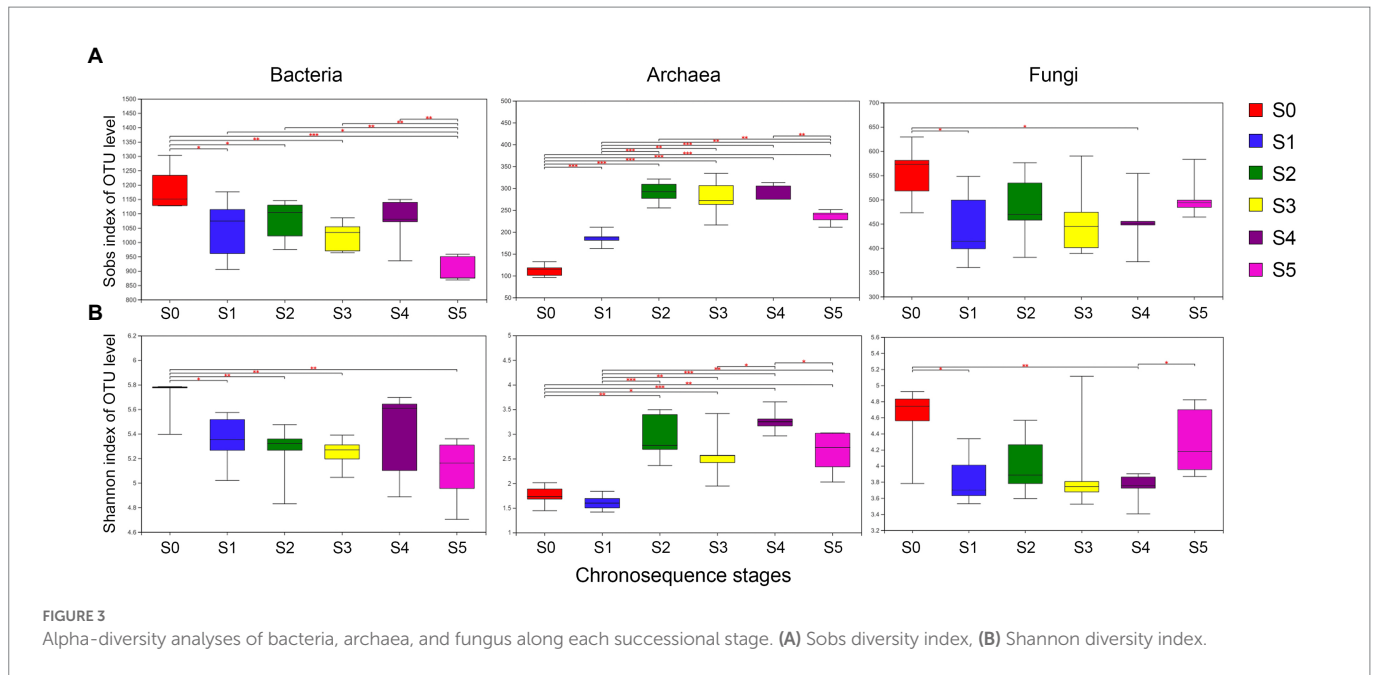 A
Bacteria
Archaea
Fungi
Sobs index of OTU level
1500
1400
1300
1200
1100
1050
1000
950
900
850
800
* * ** *** * ** ** **
S0 S1 S2 S3 S4 S5
500
450
400
350
300
250
200
150
100
50
0
*** *** *** *** *** *** ** *** ** ** **
S0 S1 S2 S3 S4 S5
700
650
600
550
500
450
400
350
300
* *
S0 S1 S2 S3 S4 S5
S0
S1
S2
S3
S4
S5
B
Shannon index of OTU level
6.2
6
5.8
5.6
5.4
5.2
5
4.8
4.6
* ** ** **
S0 S1 S2 S3 S4 S5
5
4.5
4
3.5
3
2.5
2
1.5
1
** * *** ** *** ** *** ** * *
S0 S1 S2 S3 S4 S5
5.6
5.4
5.2
5
4.8
4.6
4.4
4.2
4
3.8
3.6
3.4
3.2
* ** *
S0 S1 S2 S3 S4 S5
Chronosequence stages
FIGURE 3
Alpha-diversity analyses of bacteria, archaea, and fungus along each successional stage. (A) Sobs diversity index, (B) Shannon diversity index.